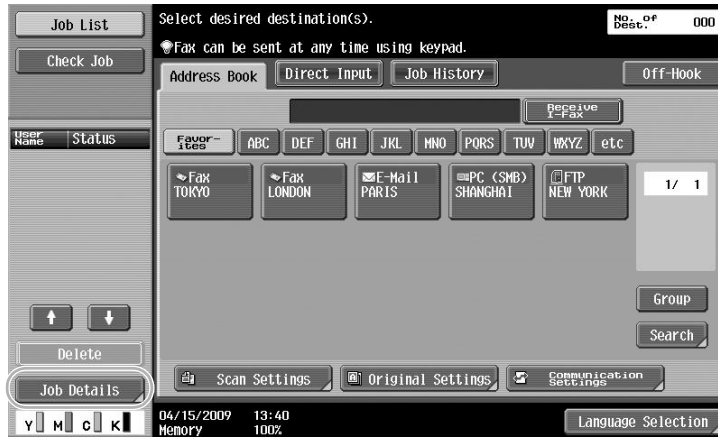 Job List
Check Job
User Name
Status
Delete
Job Details
Y M C K
Select desired destination(s).
No. of Dest.
000
Fax can be sent at any time using keypad.
Address Book
Direct Input
Job History
Off-Hook
Receive I-Fax
Favor-ites
ABC
DEF
GHI
JKL
MNO
PQRS
TUV
WXYZ
etc
Fax
TOKYO
Fax
LONDON
E-Mail
PARIS
PC (SMB)
SHANGHAI
FTP
NEW YORK
1/ 1
Group
Search
Scan Settings
Original Settings
Communication Settings
04/15/2009 13:40
Memory 100%
Language Selection